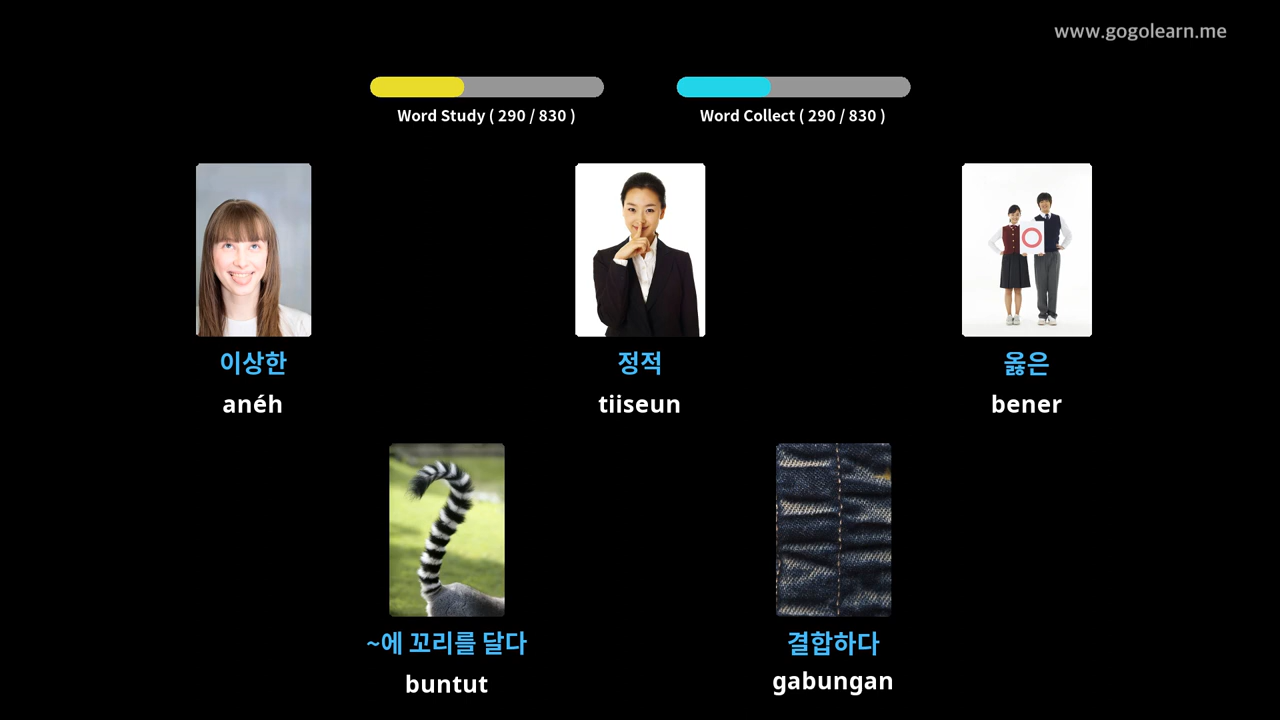 www.gogolearn.me
Word Study ( 290 / 830 )
Word Collect ( 290 / 830 )
이상한
anéh
정적
tiiseun
옳은
bener
~에 꼬리를 달다
buntut
결합하다
gabungan